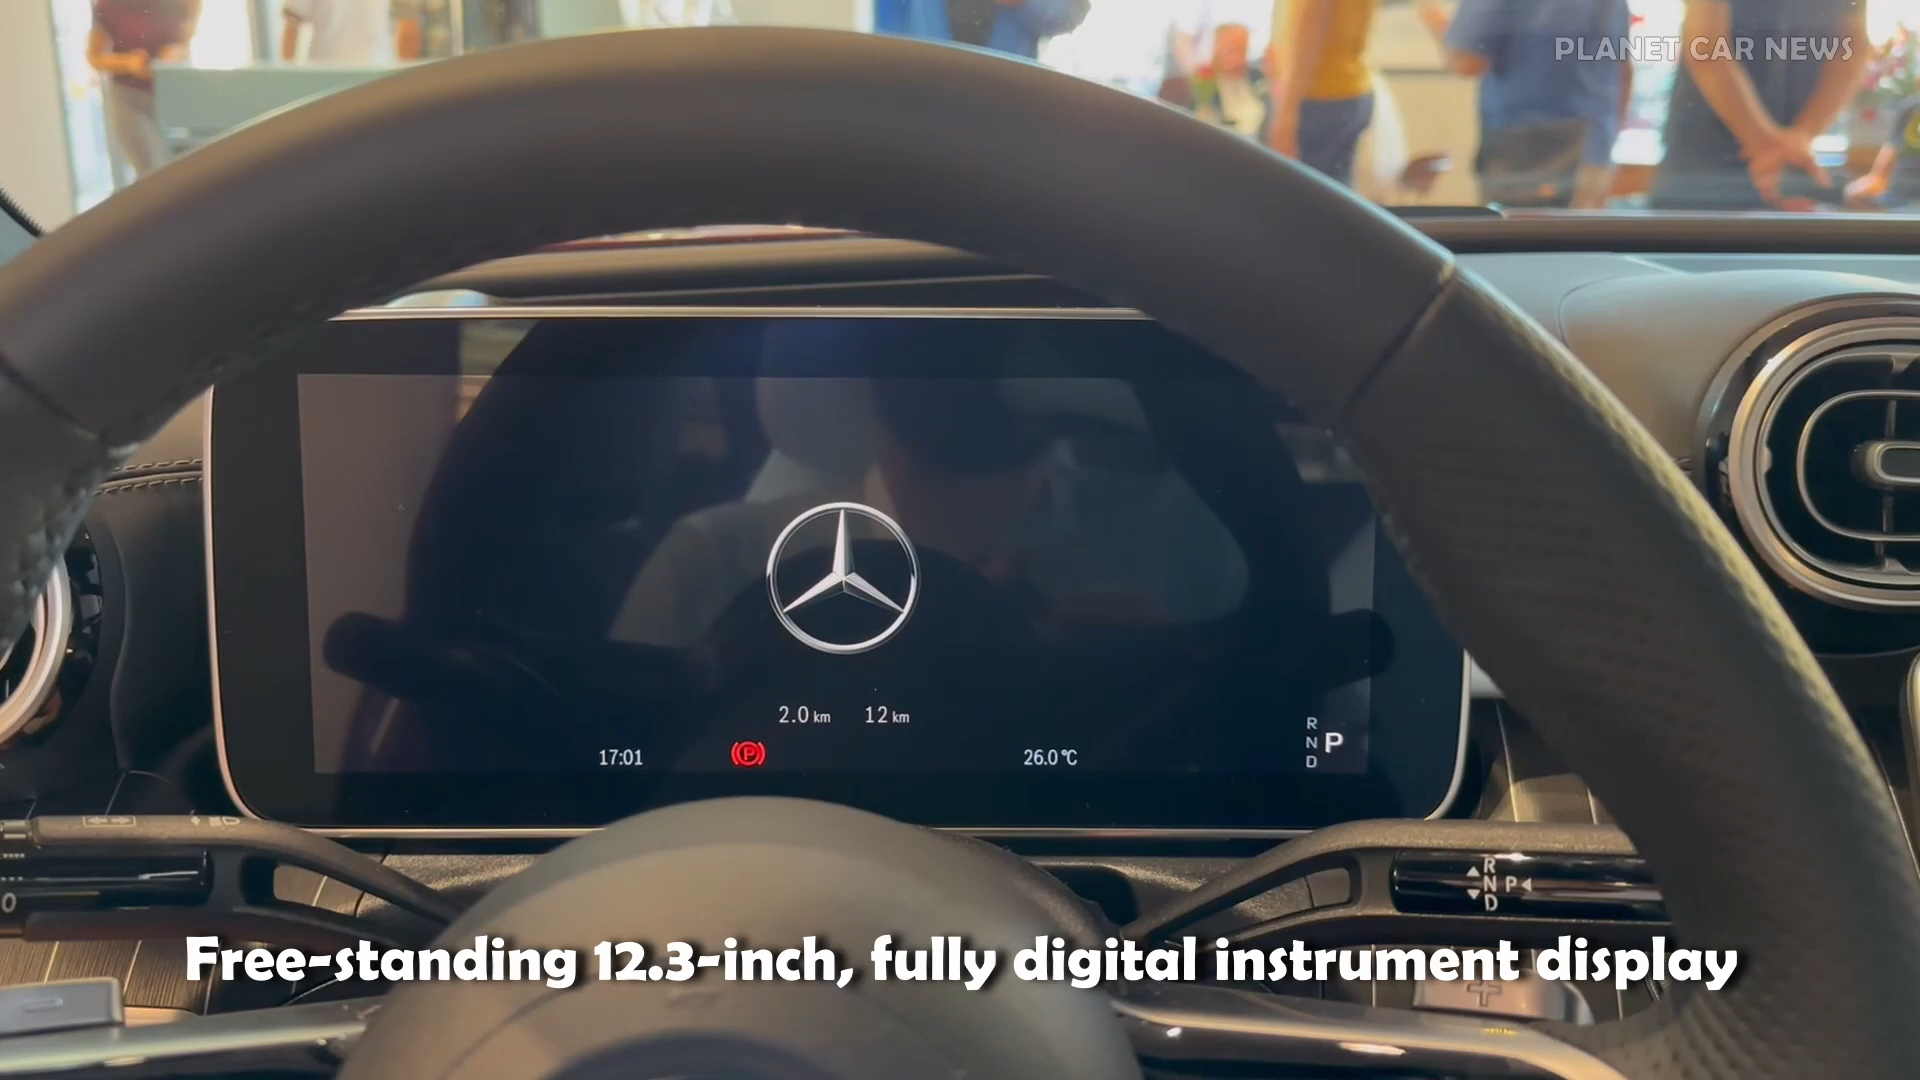 PLANET CAR NEWS
2.0 km 12 km
17:01 P 26.0°C
R
N P
D
R
N P
D
0
Free-standing 12.3-inch, fully digital instrument display